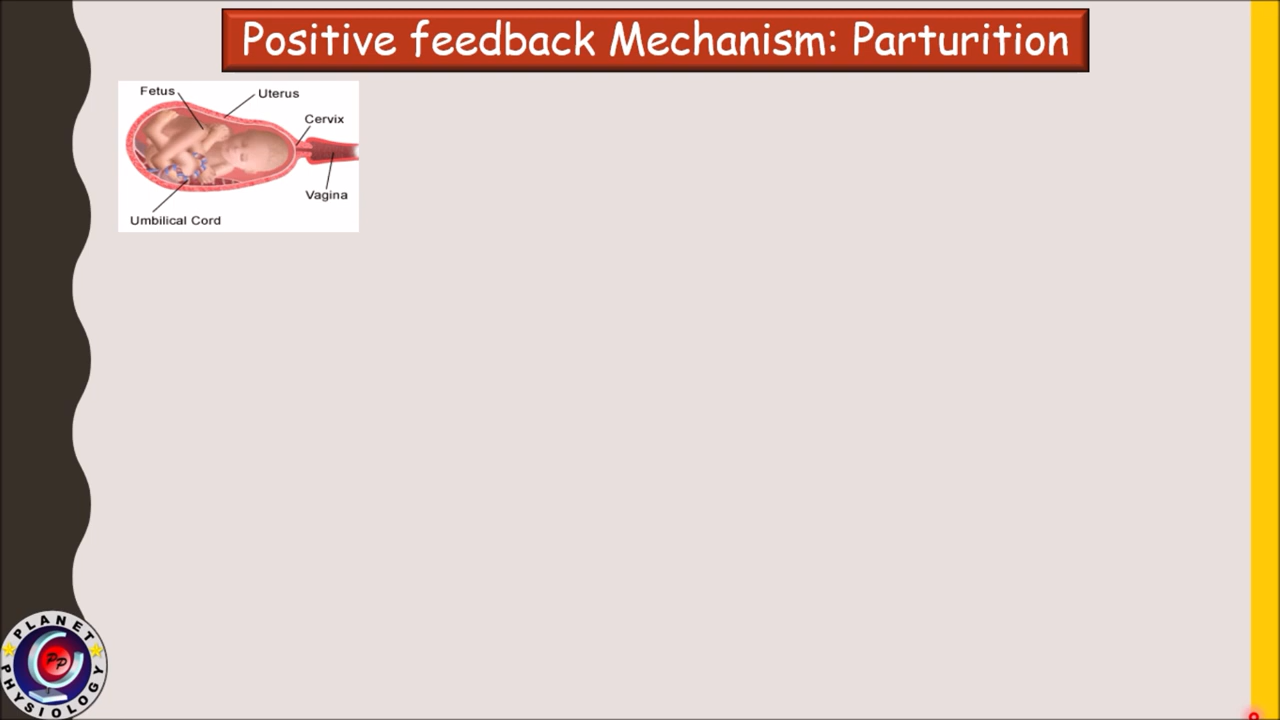 Positive feedback Mechanism: Parturition
Fetus
Uterus
Cervix
Vagina
Umbilical Cord
PLANET
PP
PHYSIOLOGY